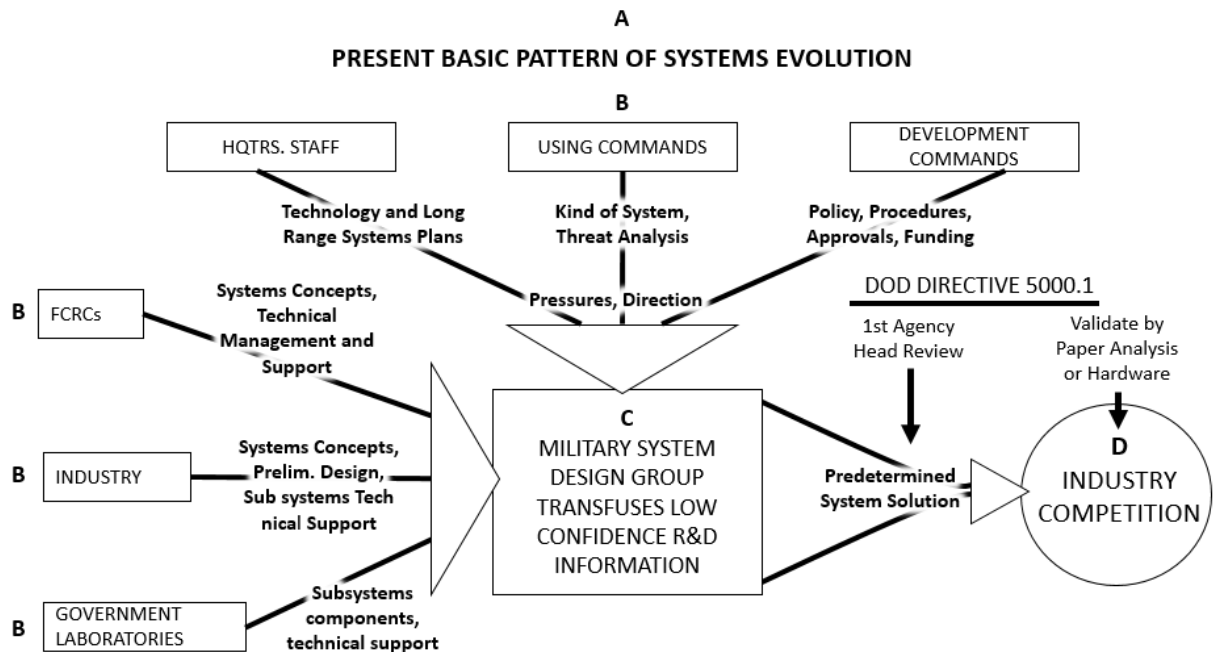 A
PRESENT BASIC PATTERN OF SYSTEMS EVOLUTION
B
HQTRS. STAFF
USING COMMANDS
DEVELOPMENT
COMMANDS
Technology and Long
Range Systems Plans
Kind of System,
Threat Analysis
Policy, Procedures,
Approvals, Funding
Pressures, Direction
B
FCRCs
Systems Concepts,
Technical
Management and
Support
B
INDUSTRY
Systems Concepts,
Prelim. Design,
Sub systems Tech
nical Support
B
GOVERNMENT
LABORATORIES
Subsystems
components,
technical support
C
MILITARY SYSTEM
DESIGN GROUP
TRANSFUSES LOW
CONFIDENCE R&D
INFORMATION
DOD DIRECTIVE 5000.1
1st Agency
Head Review
Validate by
Paper Analysis
or Hardware
Predetermined
System Solution
D
INDUSTRY
COMPETITION